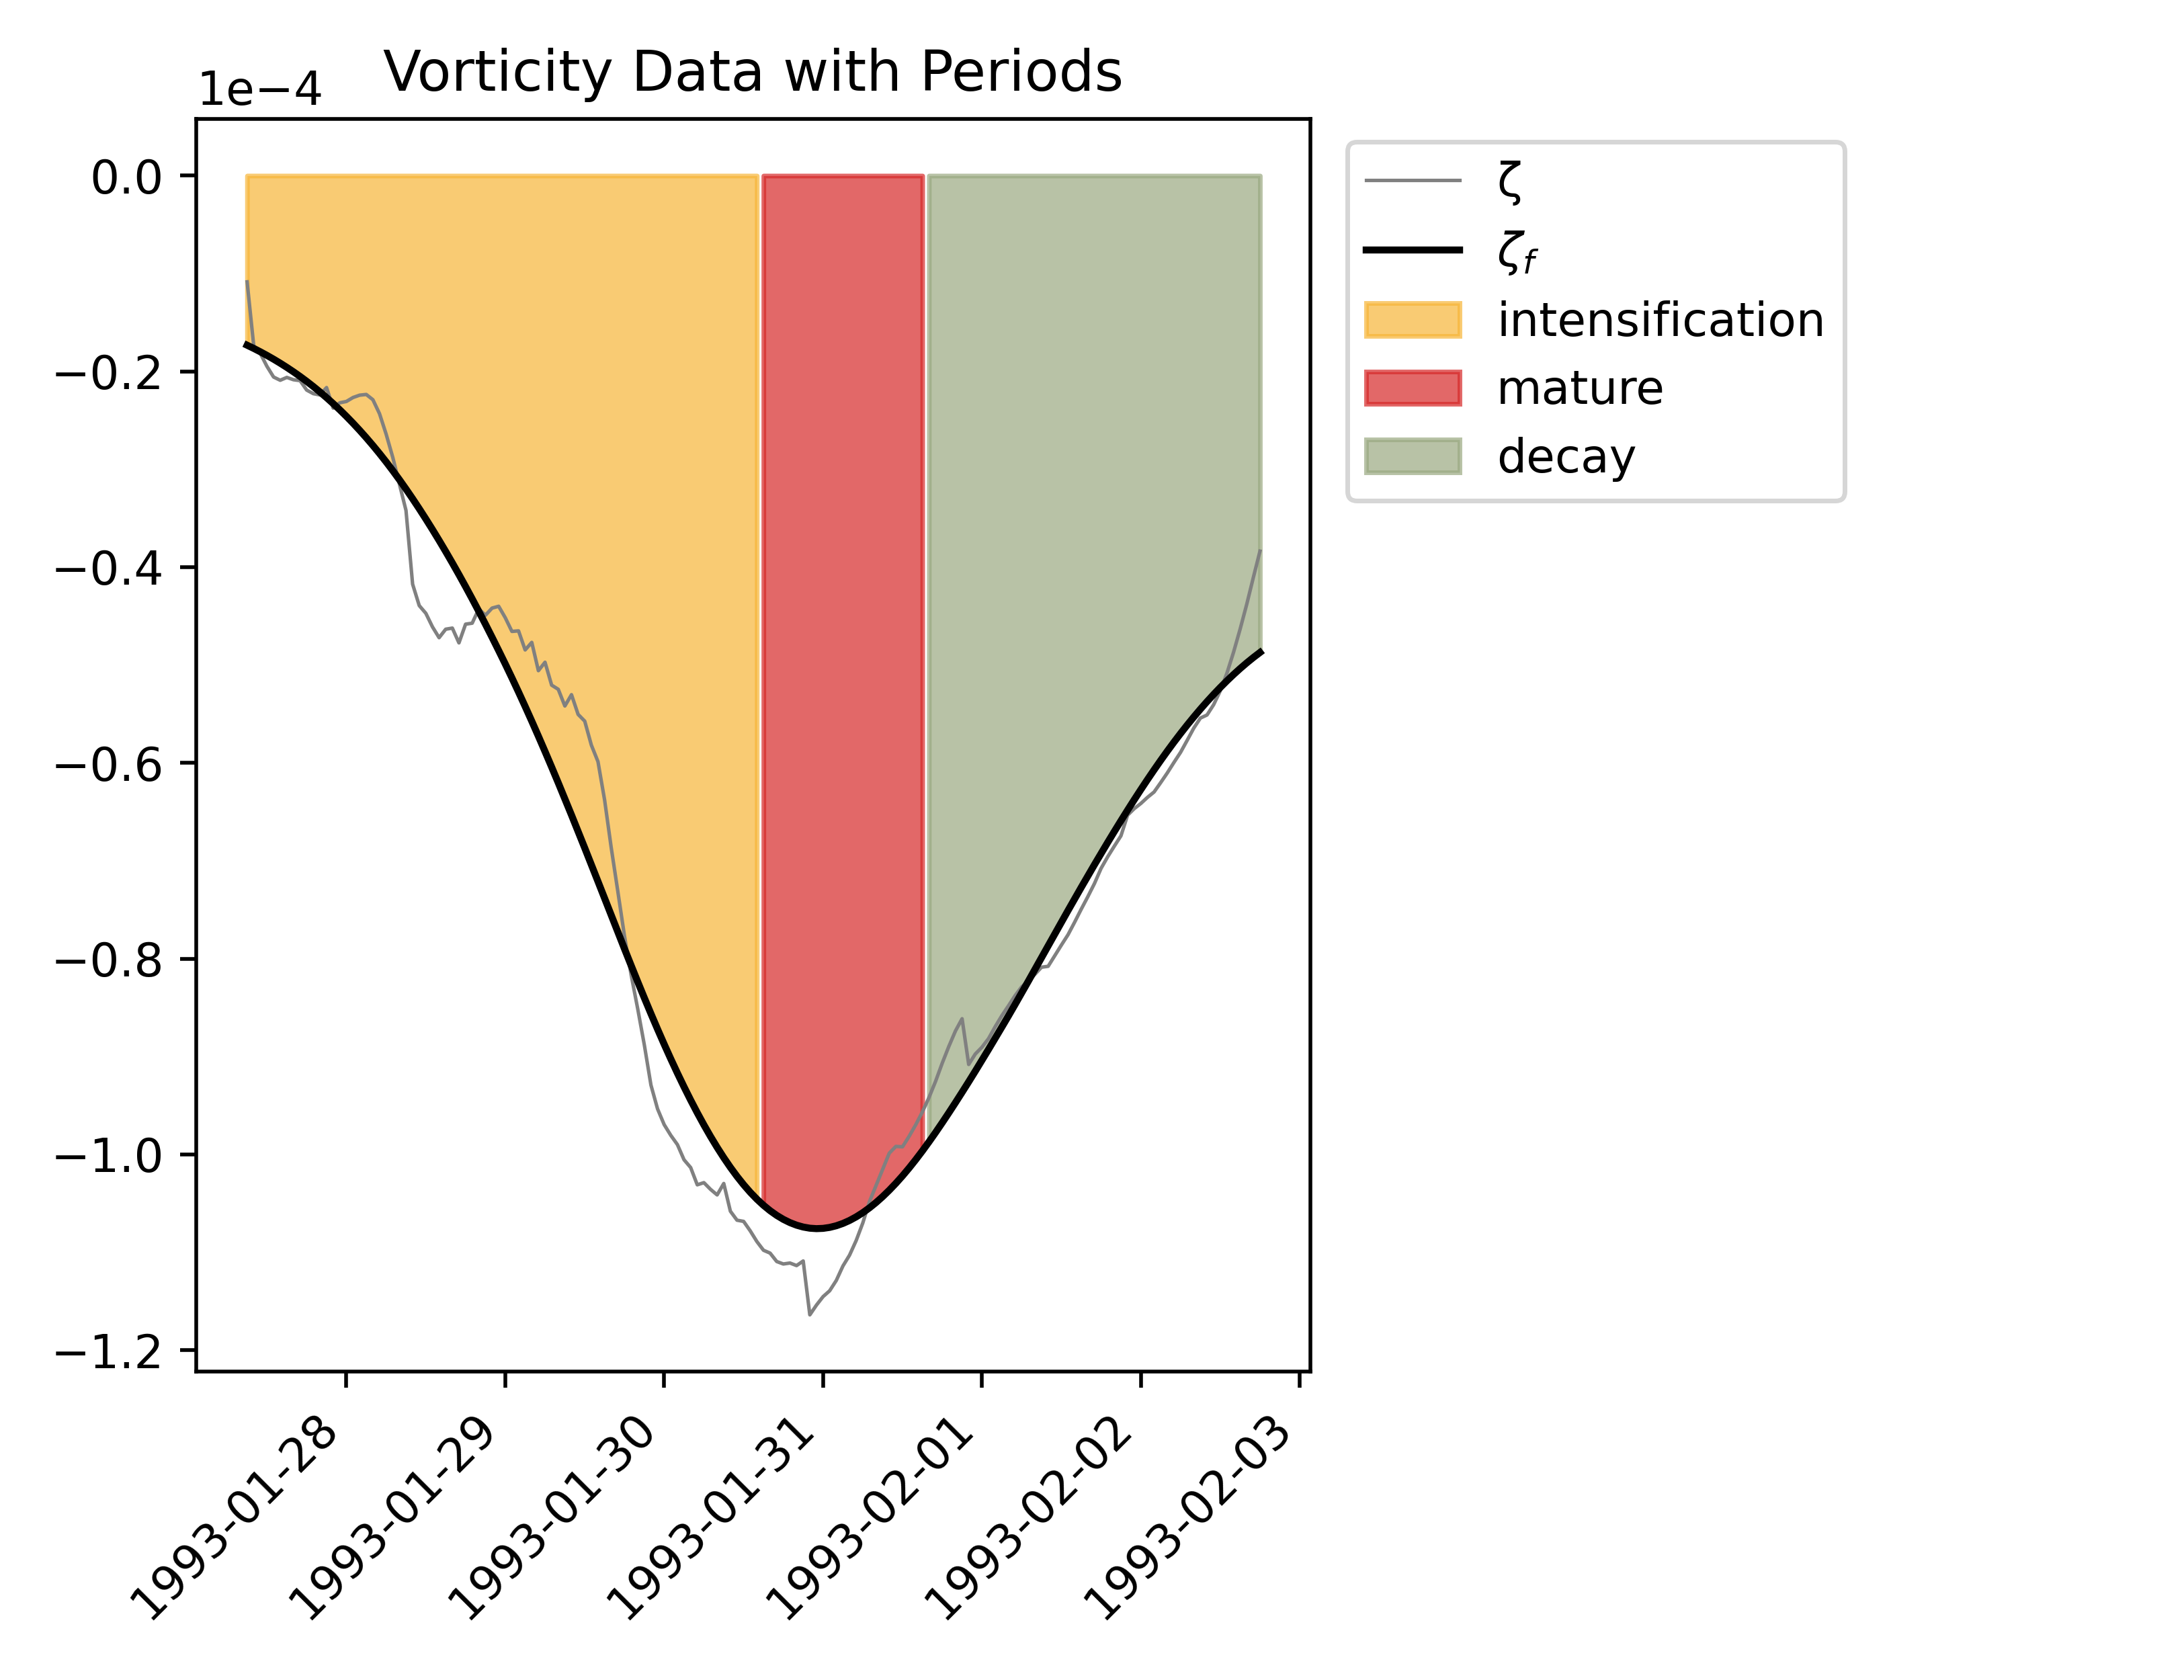 Vorticity Data with Periods
1e−4
0.0
−0.2
−0.4
−0.6
−0.8
−1.0
−1.2
1993-01-28
1993-01-29
1993-01-30
1993-01-31
1993-02-01
1993-02-02
1993-02-03
ζ
ζf
intensification
mature
decay